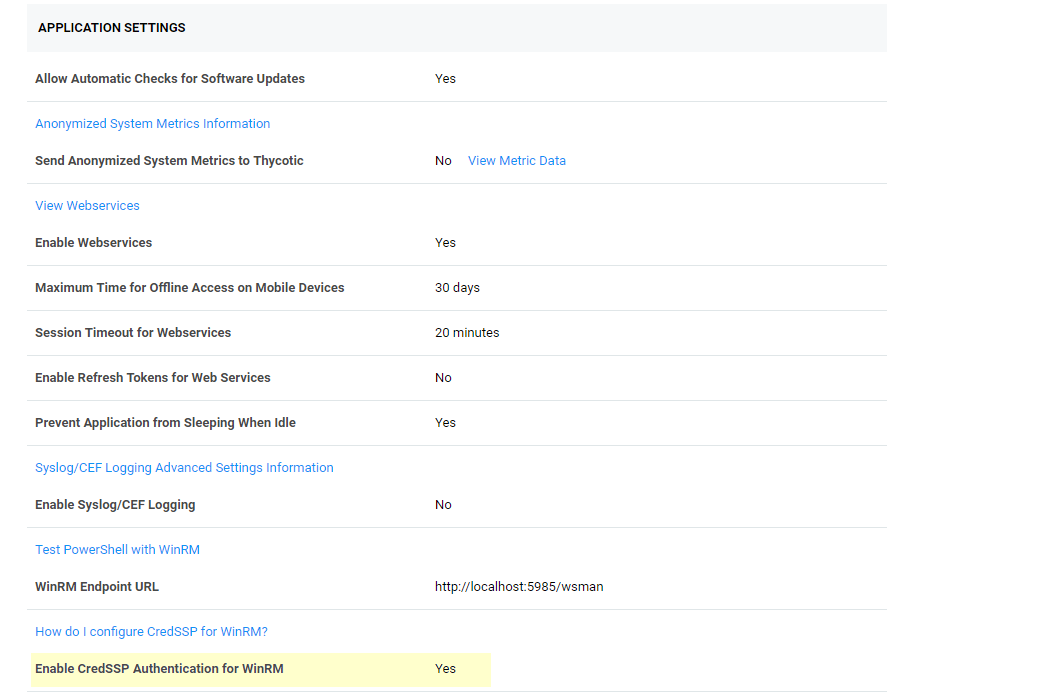 APPLICATION SETTINGS
Allow Automatic Checks for Software Updates Yes
Anonymized System Metrics Information
Send Anonymized System Metrics to Thycotic No View Metric Data
View Webservices
Enable Webservices Yes
Maximum Time for Offline Access on Mobile Devices 30 days
Session Timeout for Webservices 20 minutes
Enable Refresh Tokens for Web Services No
Prevent Application from Sleeping When Idle Yes
Syslog/CEF Logging Advanced Settings Information
Enable Syslog/CEF Logging No
Test PowerShell with WinRM
WinRM Endpoint URL http://localhost:5985/wsman
How do I configure CredSSP for WinRM?
Enable CredSSP Authentication for WinRM Yes